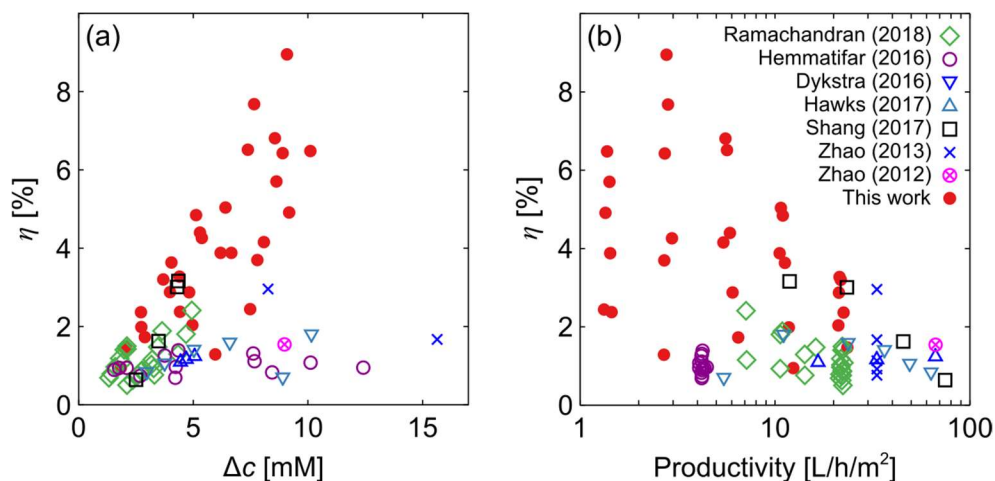 (a)
η [%]
8
6
4
2
0
0
5
10
15
Δc [mM]
(b)
Ramachandran (2018)
Hemmatifar (2016)
Dykstra (2016)
Hawks (2017)
Shang (2017)
Zhao (2013)
Zhao (2012)
This work
η [%]
8
6
4
2
0
1
10
100
Productivity [L/h/m²]